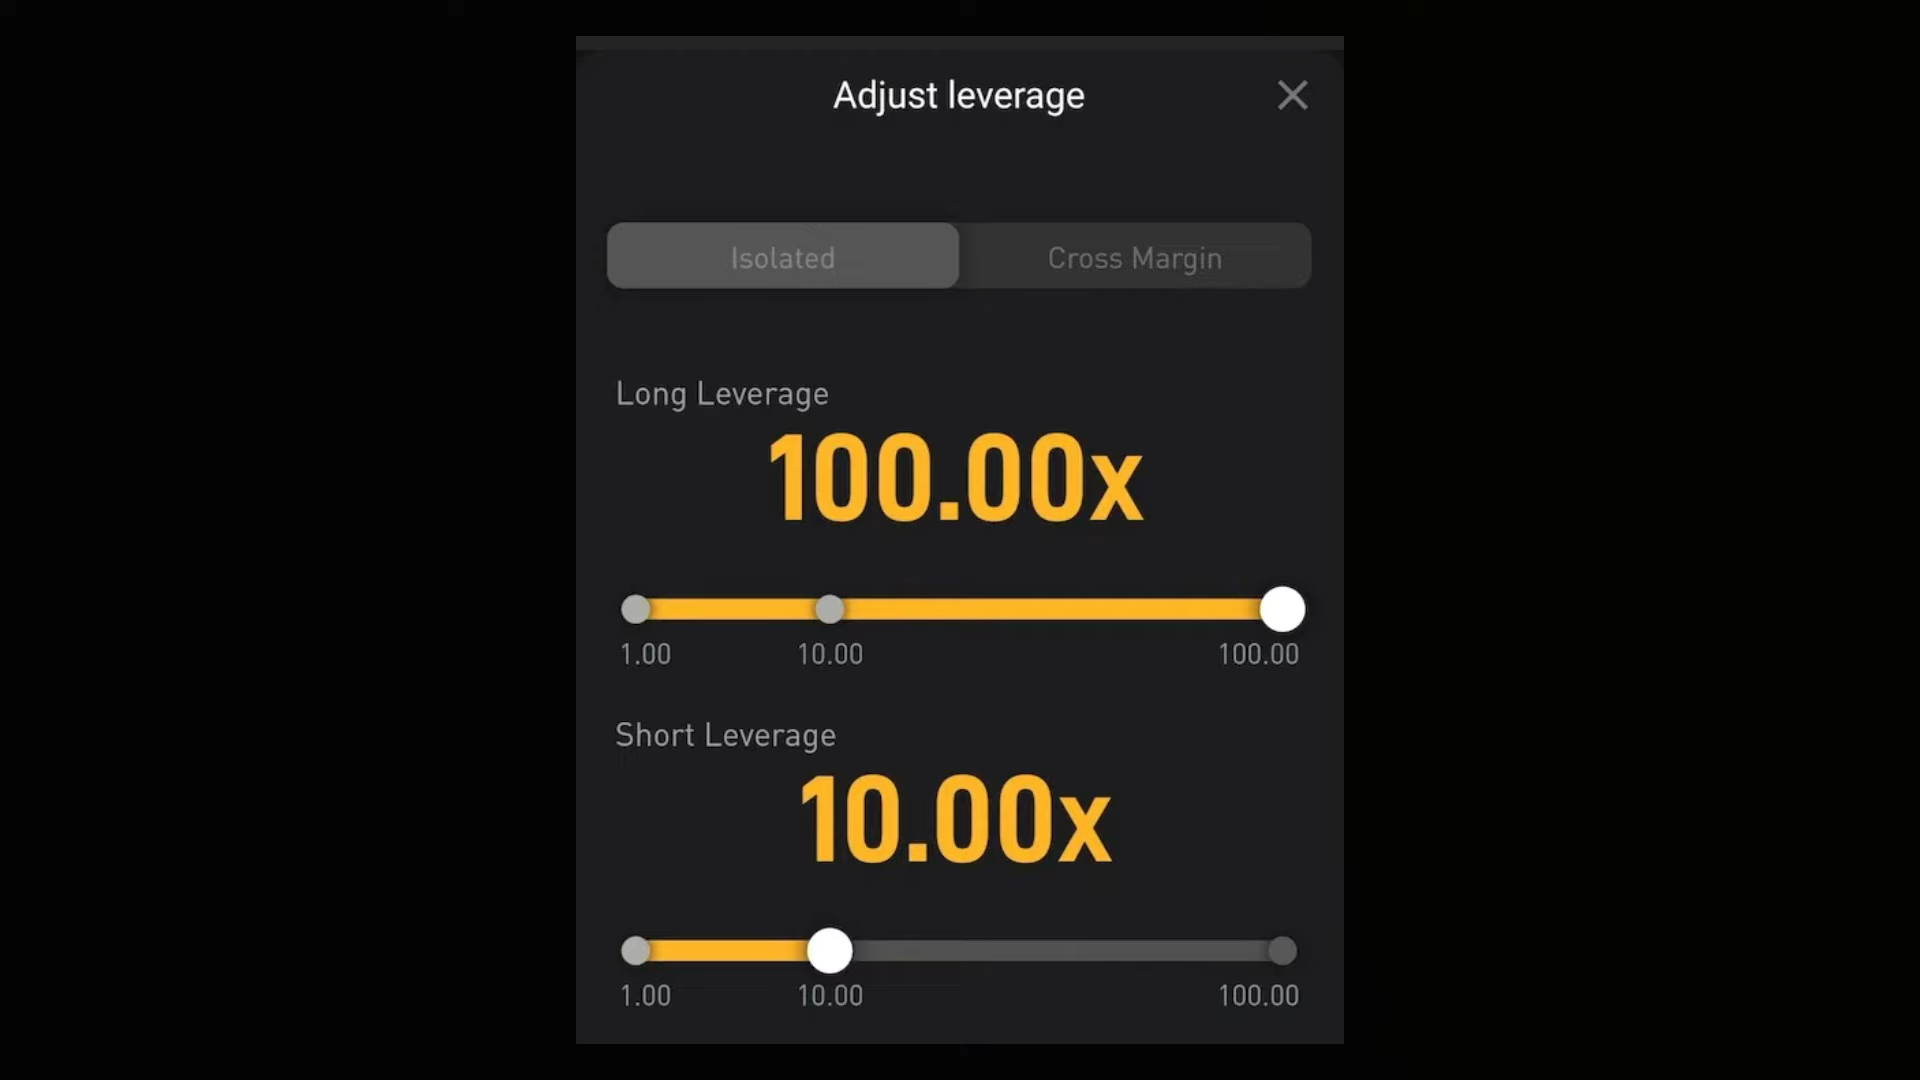 Adjust leverage
Isolated Cross Margin
Long Leverage
100.00x
1.00 10.00 100.00
Short Leverage
10.00x
1.00 10.00 100.00